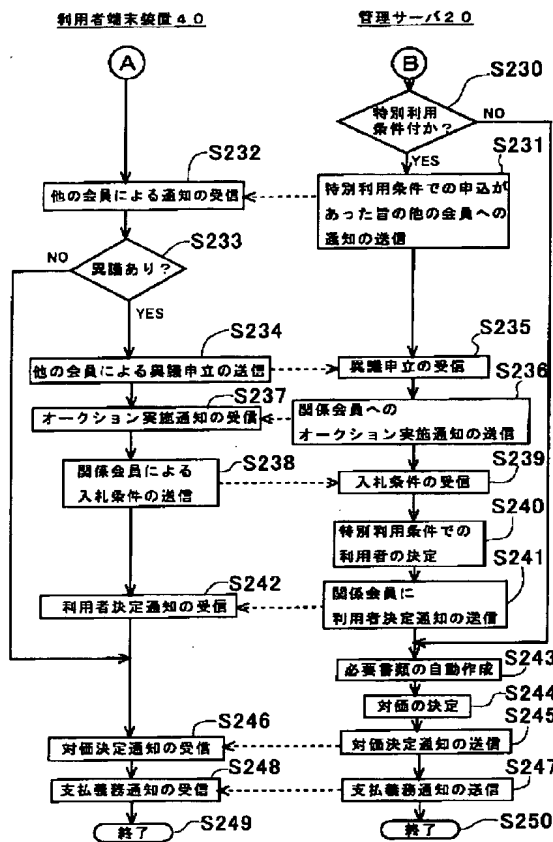 利用者端末装置40
管理サーバ20
A
B
S230
特別利用
条件付か?
NO
YES
S231
特別利用条件での申込が
あった旨の他の会員への
通知の送信
S232
他の会員による通知の受信
S233
異議あり?
NO
YES
S234
他の会員による異議申立の送信
S235
異議申立の受信
S236
関係会員への
オークション実施通知の送信
S237
オークション実施通知の受信
S238
関係会員による
入札条件の送信
S239
入札条件の受信
S240
特別利用条件での
利用者の決定
S241
関係会員に
利用者決定通知の送信
S242
利用者決定通知の受信
S243
必要書類の自動作成
S244
対価の決定
S245
対価決定通知の送信
S246
対価決定通知の受信
S247
支払義務通知の送信
S248
支払義務通知の受信
S249
終了
S250
終了